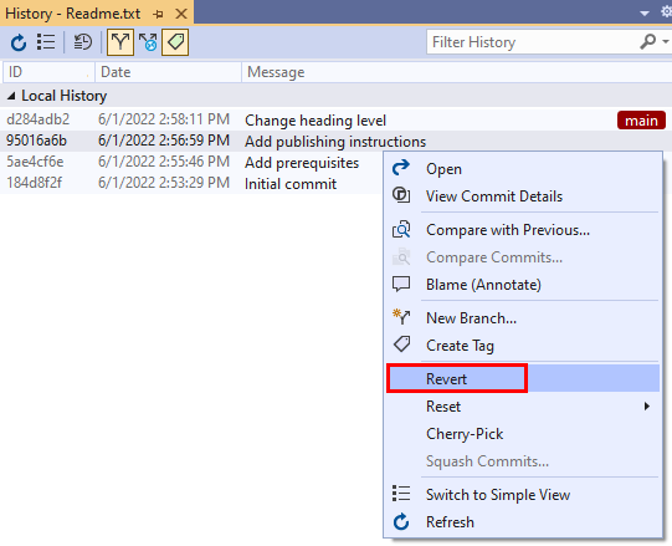 History - Readme.txt
Filter History
ID Date Message
Local History
d284adb2 6/1/2022 2:58:11 PM Change heading level main
95016a6b 6/1/2022 2:56:59 PM Add publishing instructions
5ae4cf6e 6/1/2022 2:55:46 PM Add prerequisites
184d8f2f 6/1/2022 2:53:29 PM Initial commit
Open
View Commit Details
Compare with Previous...
Compare Commits...
Blame (Annotate)
New Branch...
Create Tag
Revert
Reset
Cherry-Pick
Squash Commits...
Switch to Simple View
Refresh